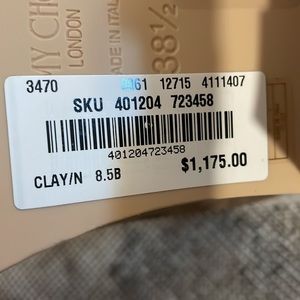 MY CHO
LONDON
MADE IN ITAL
38½
3470 0361 12715 4111407
SKU 401204 723458
401204723458
CLAY/N 8.5B
$1,175.00